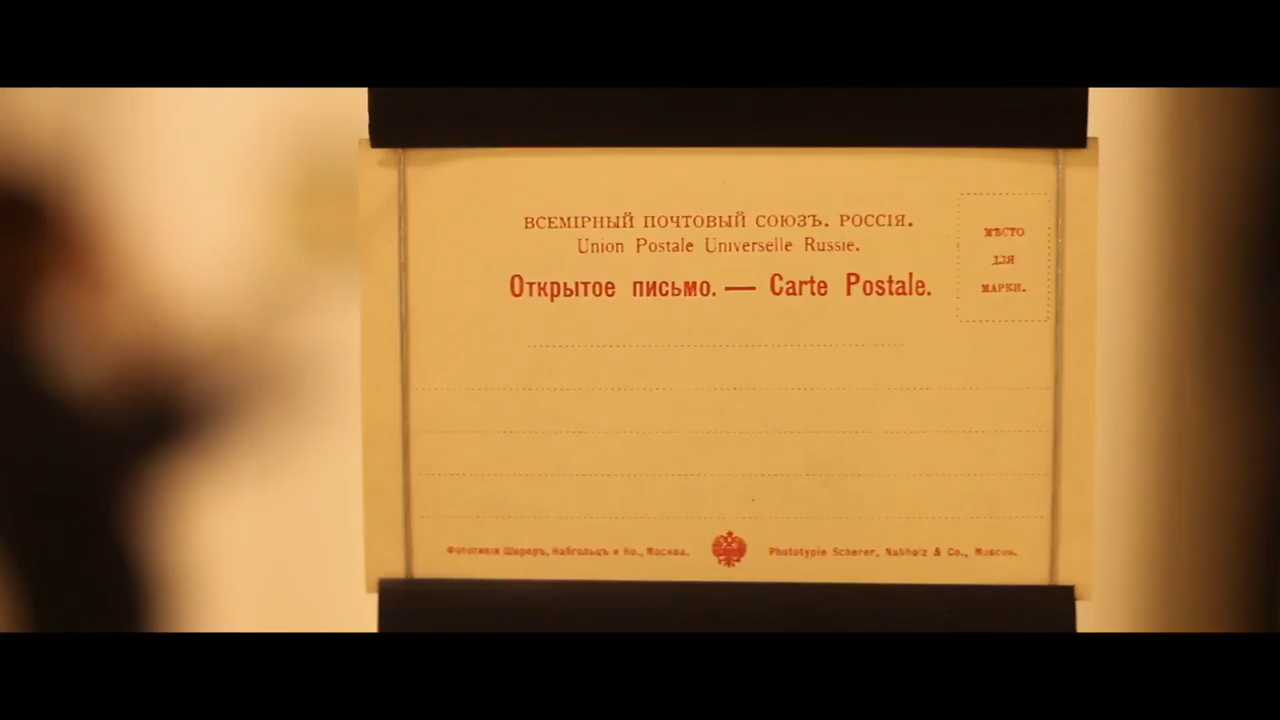 ВСЕМІРНЫЙ ПОЧТОВЫЙ СОЮЗЪ. РОССІЯ.
Union Postale Universelle Russie.
Открытое письмо. — Carte Postale.
МѢСТО
ДЛЯ
МАРКИ.
Фототипія Шереръ, Набгольцъ и Ко., Москва.
Phototypie Scherer, Nabholz & Co., Moscou.